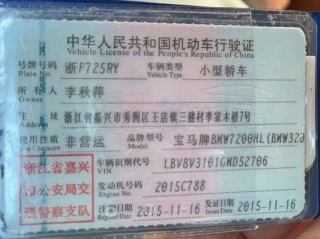 中华人民共和国机动车行驶证
Vehicle License of the People's Republic of China
号牌号码 浙F725RY 车辆类型 小型轿车
Plate No. Vehicle Type
所有人 李秋萍
Owner
住址 浙江省嘉兴市秀洲区王店镇三建村李家木桥7号
Address
使用性质 非营运 品牌型号 宝马牌BMW7200HL(BMW320
浙江省嘉兴
市公安局交
通警察支队
车辆识别代号 LBV8V3101GMD52706
VIN
发动机号码 2015C788
Engine No.
注册日期 2015-11-16 发证日期 2015-11-16
Register Date Issue Date